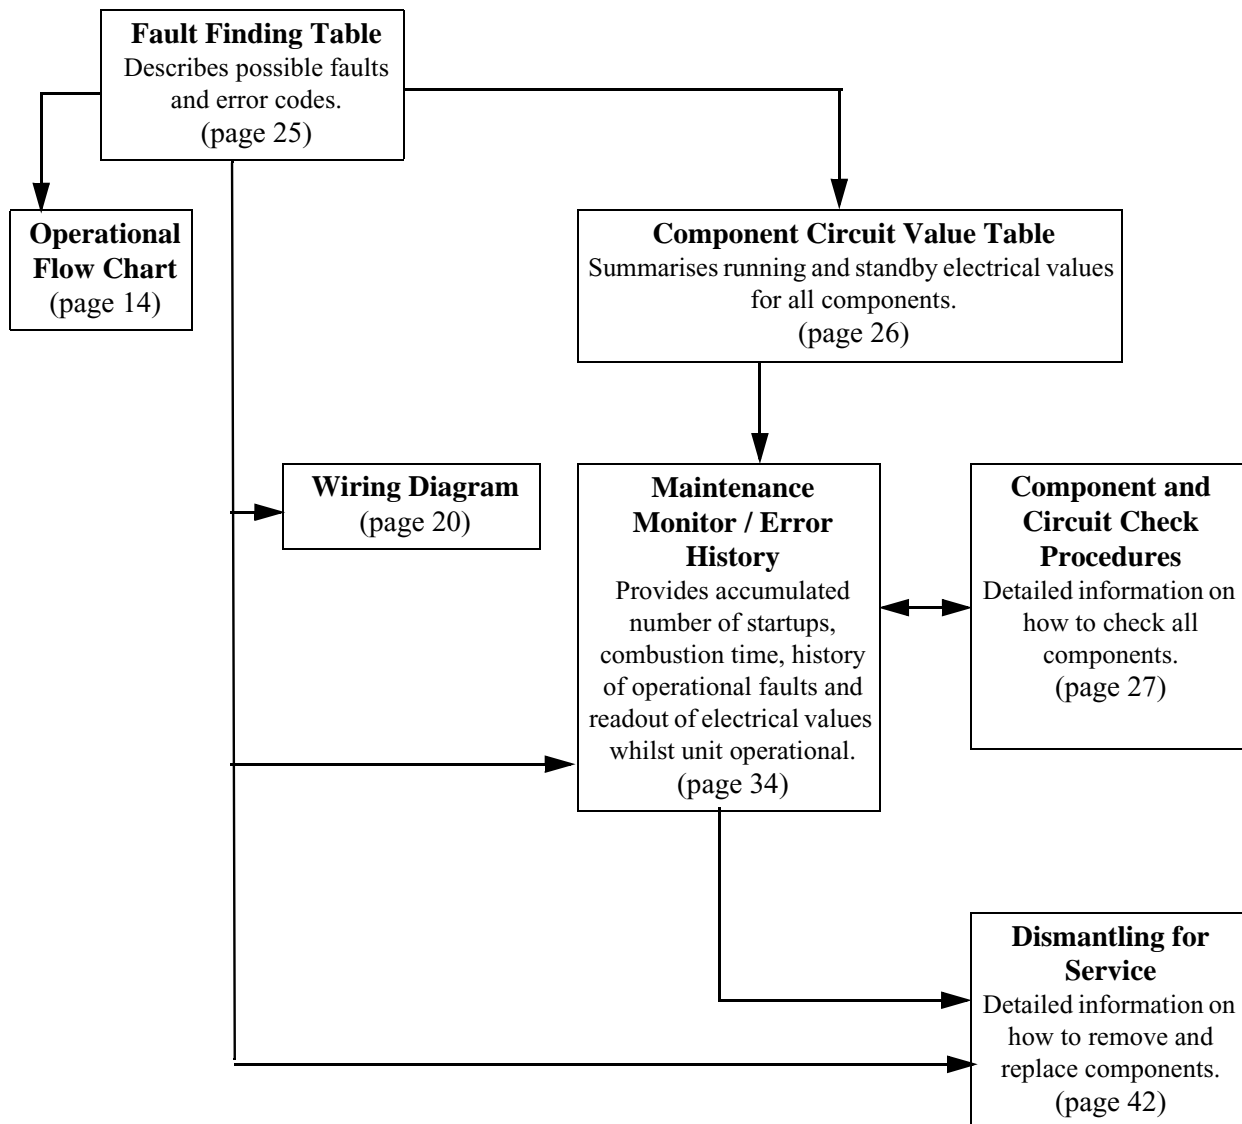 Fault Finding Table
Describes possible faults
and error codes.
(page 25)
Operational
Flow Chart
(page 14)
Component Circuit Value Table
Summarises running and standby electrical values
for all components.
(page 26)
Wiring Diagram
(page 20)
Maintenance
Monitor / Error
History
Provides accumulated
number of startups,
combustion time, history
of operational faults and
readout of electrical values
whilst unit operational.
(page 34)
Component and
Circuit Check
Procedures
Detailed information on
how to check all
components.
(page 27)
Dismantling for
Service
Detailed information on
how to remove and
replace components.
(page 42)